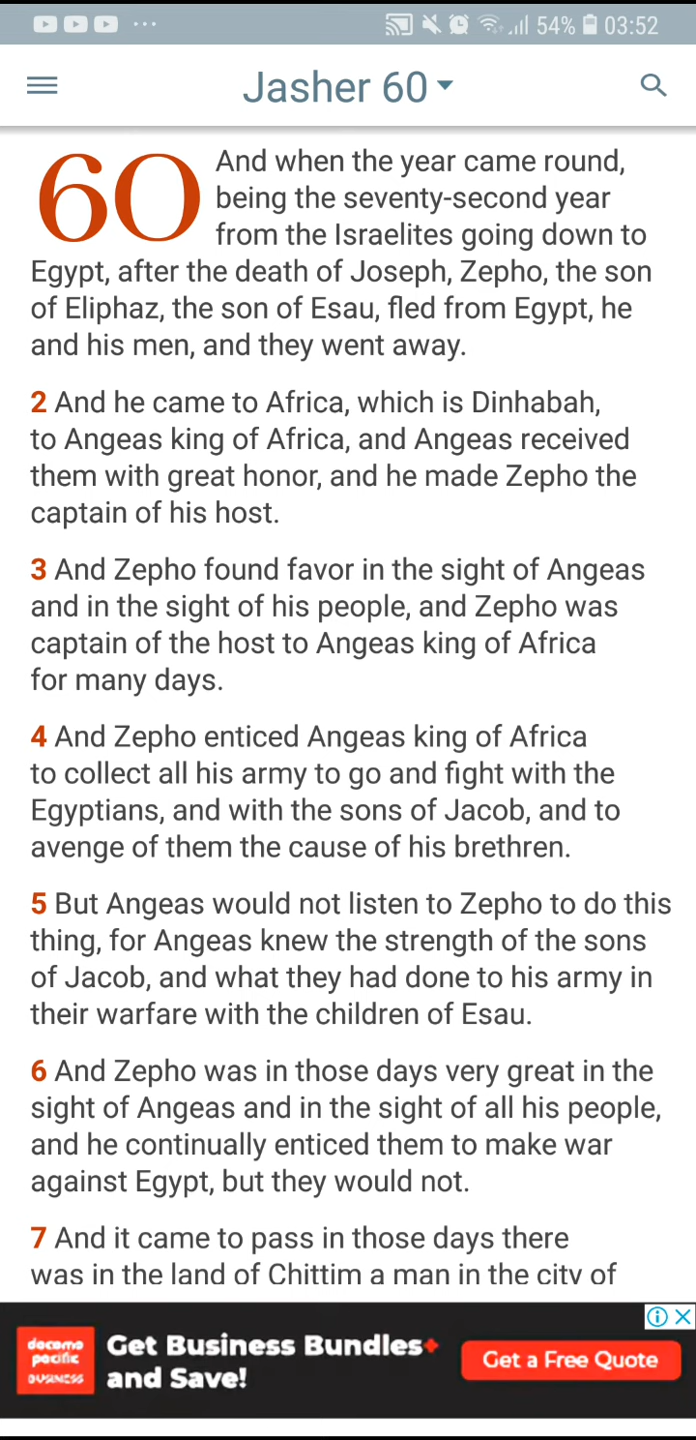 54% 03:52
Jasher 60
60 And when the year came round,
being the seventy-second year
from the Israelites going down to
Egypt, after the death of Joseph, Zepho, the son
of Eliphaz, the son of Esau, fled from Egypt, he
and his men, and they went away.
2 And he came to Africa, which is Dinhabah,
to Angeas king of Africa, and Angeas received
them with great honor, and he made Zepho the
captain of his host.
3 And Zepho found favor in the sight of Angeas
and in the sight of his people, and Zepho was
captain of the host to Angeas king of Africa
for many days.
4 And Zepho enticed Angeas king of Africa
to collect all his army to go and fight with the
Egyptians, and with the sons of Jacob, and to
avenge of them the cause of his brethren.
5 But Angeas would not listen to Zepho to do this
thing, for Angeas knew the strength of the sons
of Jacob, and what they had done to his army in
their warfare with the children of Esau.
6 And Zepho was in those days very great in the
sight of Angeas and in the sight of all his people,
and he continually enticed them to make war
against Egypt, but they would not.
7 And it came to pass in those days there
was in the land of Chittim a man in the city of
docomo
pacific
BUSINESS
Get Business Bundles+
and Save!
Get a Free Quote